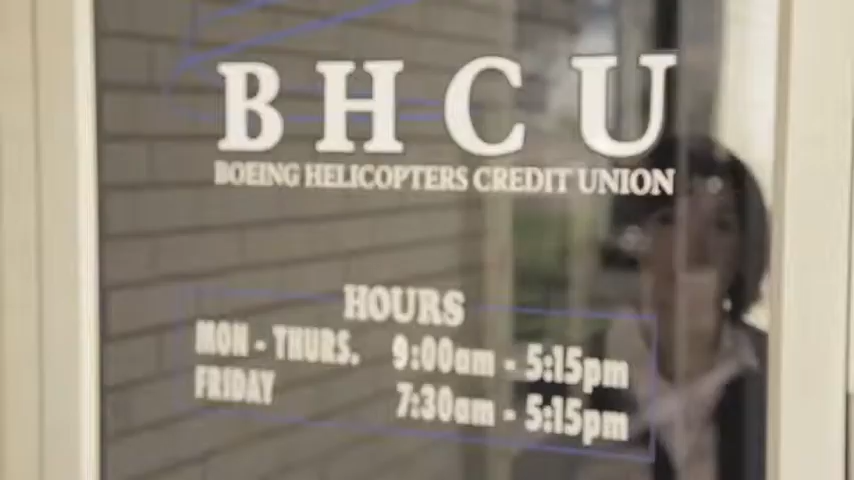 BHCU
BOEING HELICOPTERS CREDIT UNION
HOURS
MON - THURS. 9:00am - 5:15pm
FRIDAY 7:30am - 5:15pm